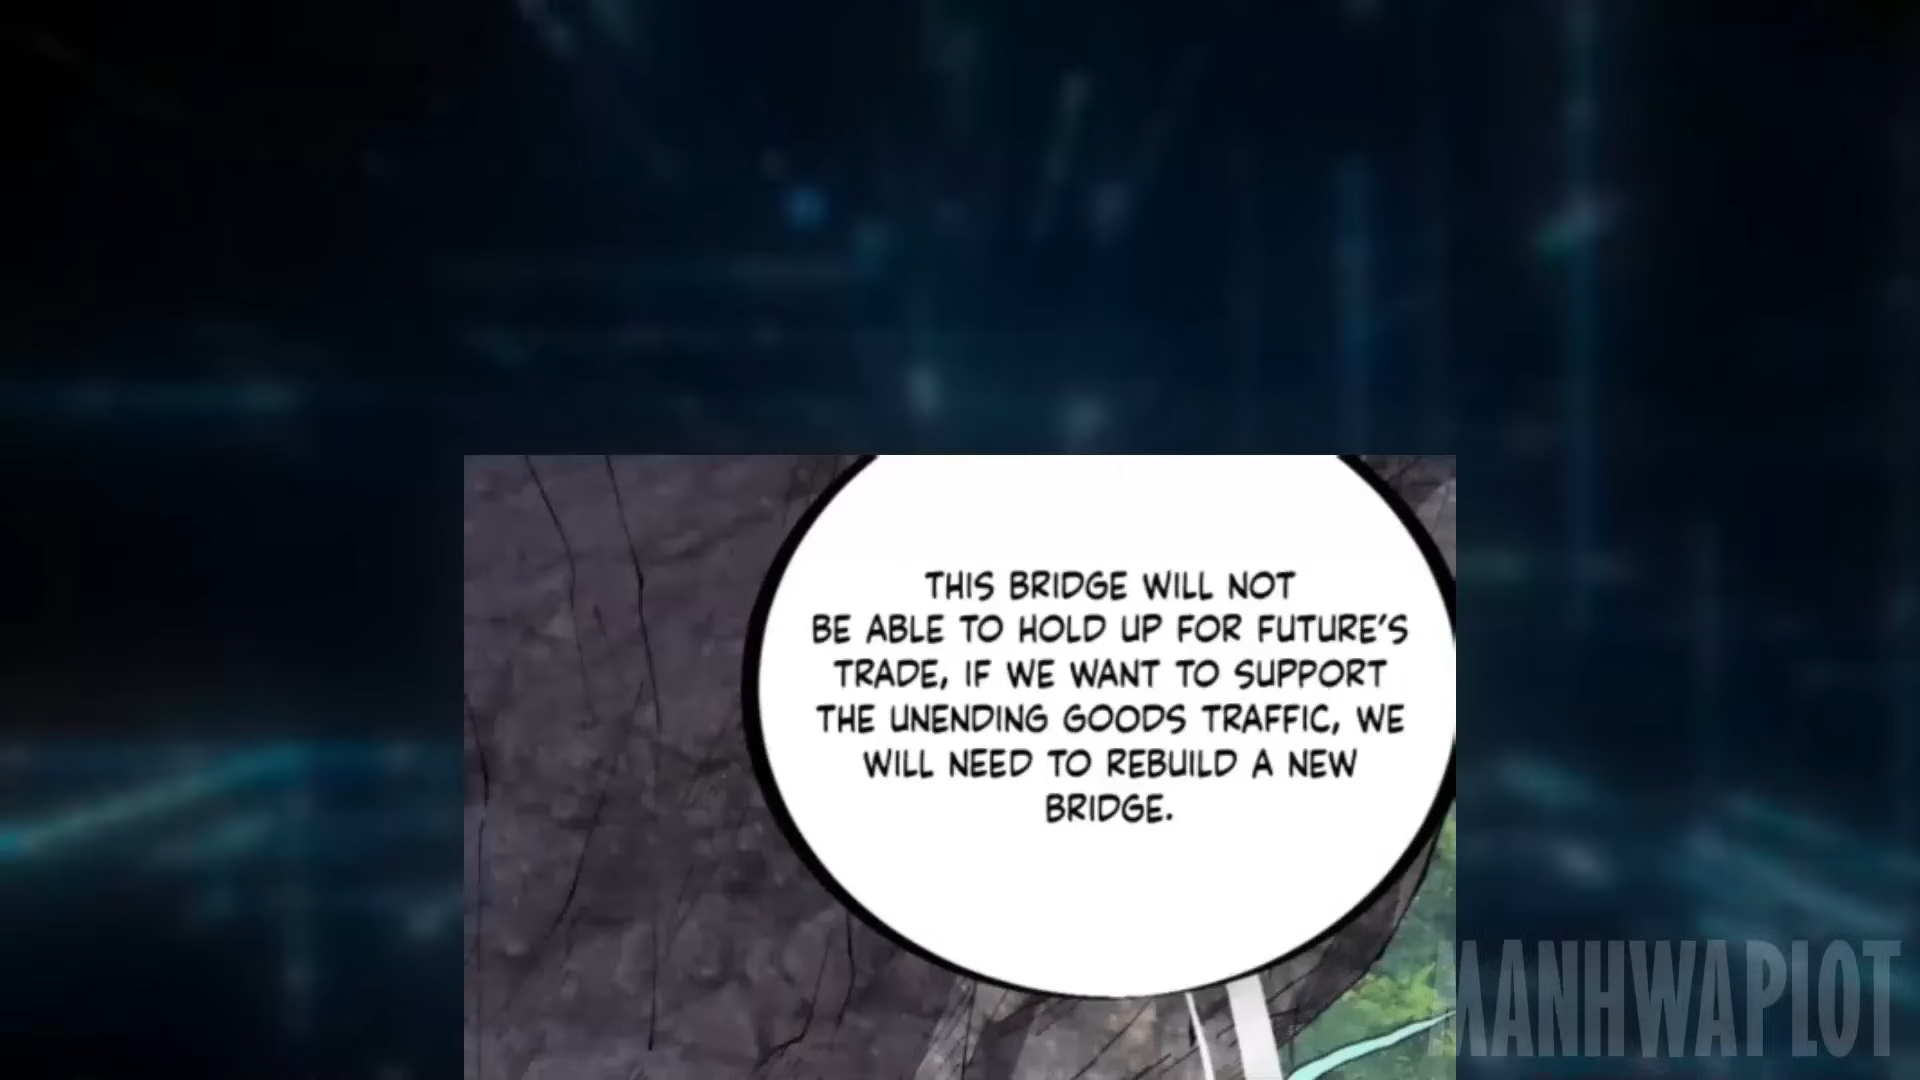 THIS BRIDGE WILL NOT
BE ABLE TO HOLD UP FOR FUTURE'S
TRADE, IF WE WANT TO SUPPORT
THE UNENDING GOODS TRAFFIC, WE
WILL NEED TO REBUILD A NEW
BRIDGE.
MANHWAPLOT